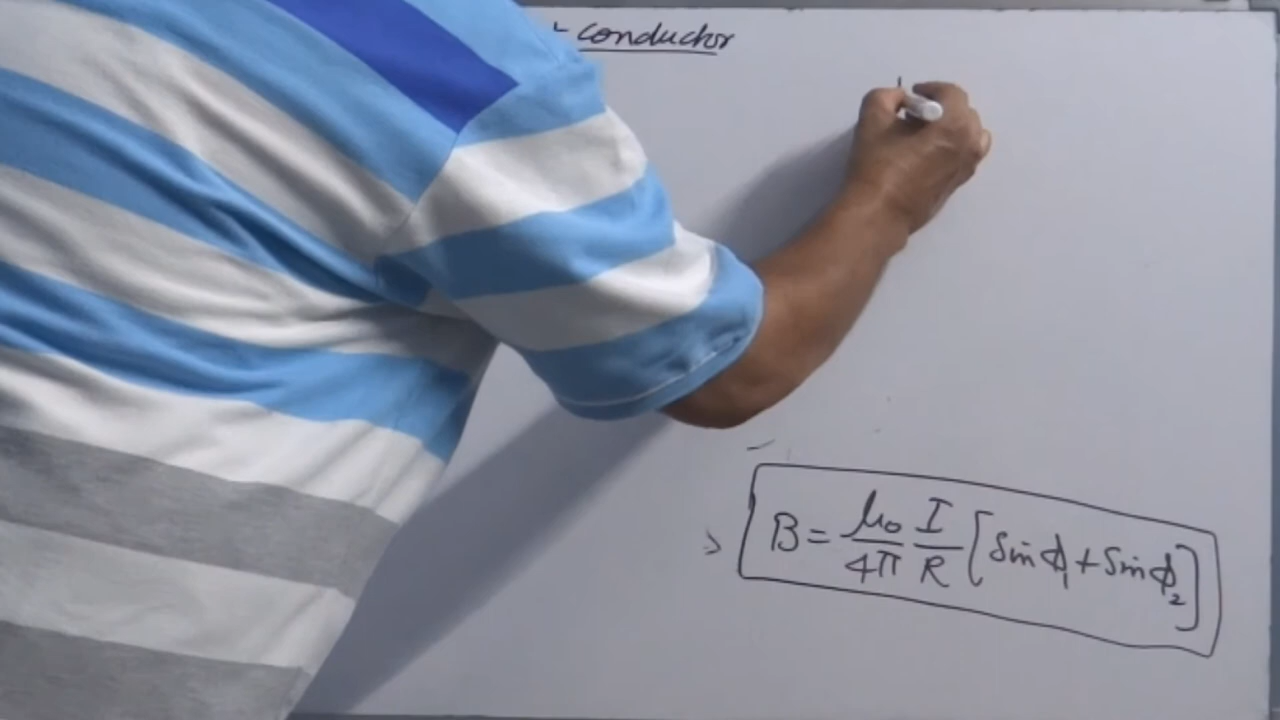 conductor
B = μ₀/4π I/R [Sin ϕ₁ + Sin ϕ₂]